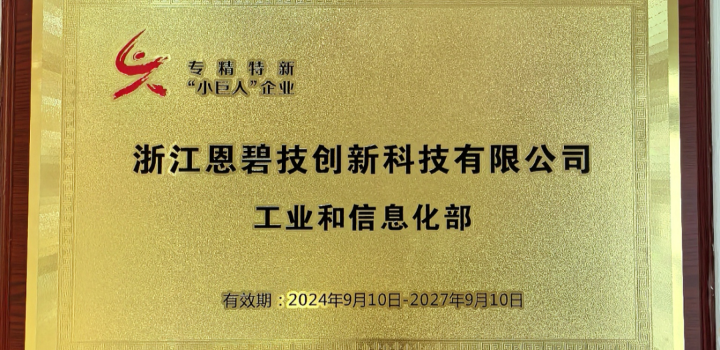 专精特新
“小巨人”企业
浙江恩碧技创新科技有限公司
工业和信息化部
有效期：2024年9月10日-2027年9月10日